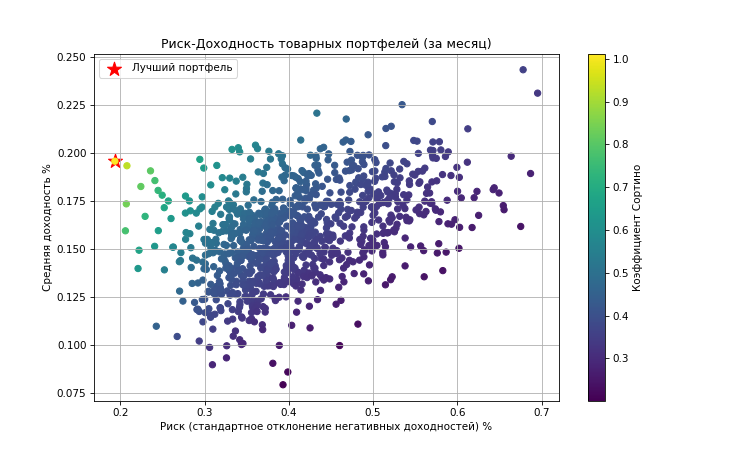 Риск-Доходность товарных портфелей (за месяц)
Лучший портфель
Средняя доходность %
0.250
0.225
0.200
0.175
0.150
0.125
0.100
0.075
0.2 0.3 0.4 0.5 0.6 0.7
Риск (стандартное отклонение негативных доходностей) %
1.0
0.9
0.8
0.7
0.6
0.5
0.4
0.3
Коэффициент Сортино